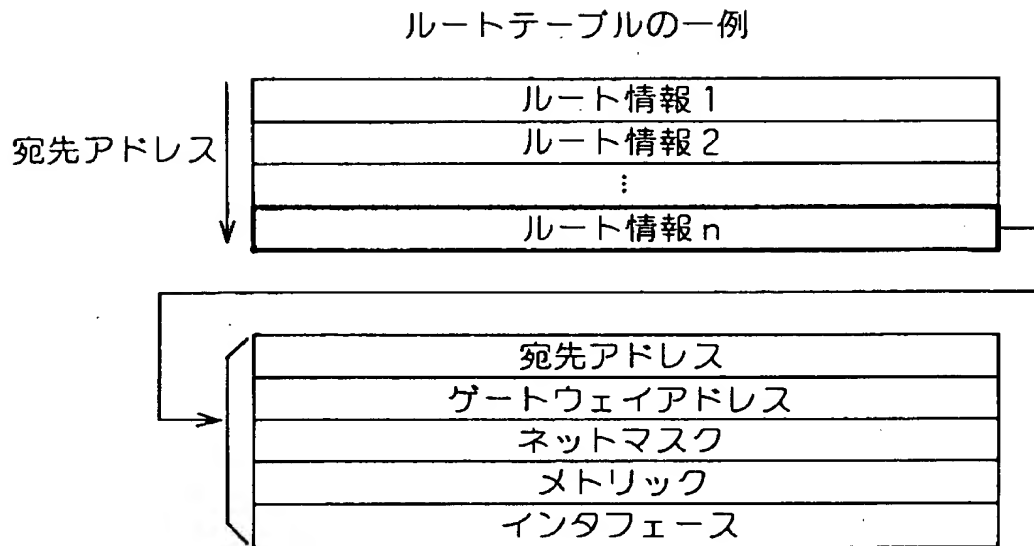 ルートテーブルの一例
宛先アドレス
ルート情報1
ルート情報2
⋮
ルート情報n
宛先アドレス
ゲートウェイアドレス
ネットマスク
メトリック
インタフェース